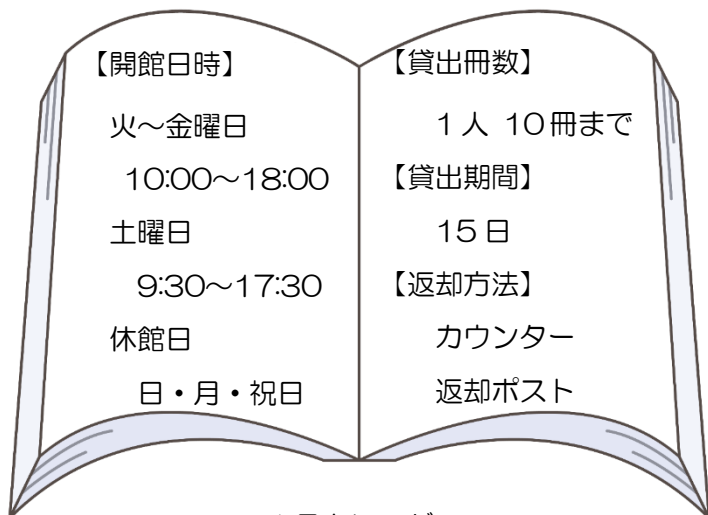 【開館日時】
火～金曜日
10:00～18:00
土曜日
9:30～17:30
休館日
日・月・祝日
【貸出冊数】
1人 10冊まで
【貸出期間】
15日
【返却方法】
カウンター
返却ポスト